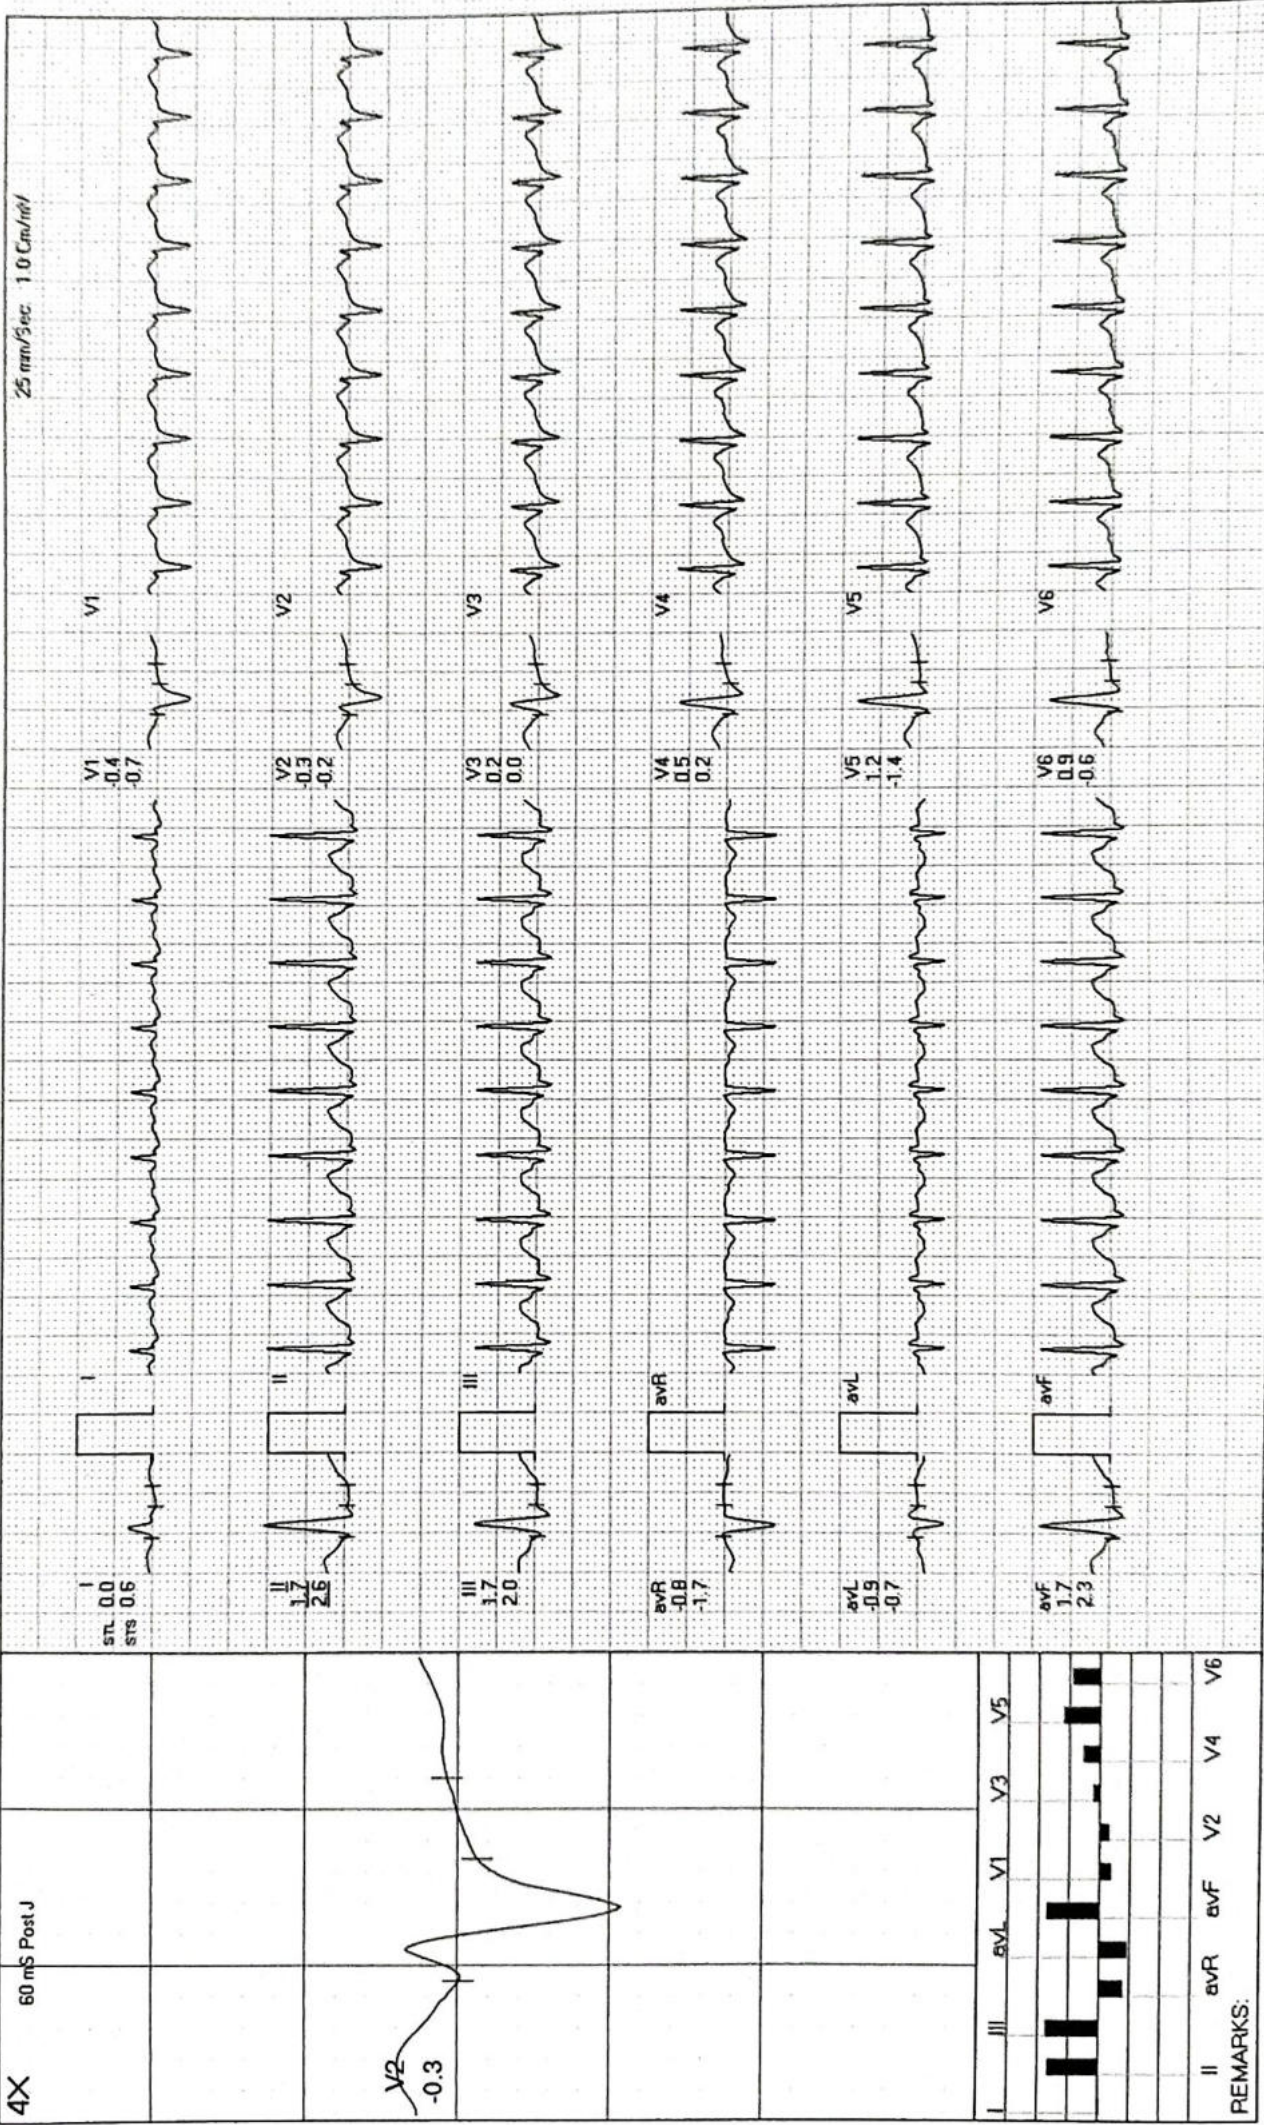 4X
60 mS Post J
25 mm/Sec 1.0 Cm/mV
V2
-0.3
I
STL 0.0
STS 0.6
I
V1
-0.4
-0.7
V1
II
1.7
2.6
II
V2
-0.3
-0.2
V2
III
1.7
2.0
III
V3
0.2
0.0
V3
avR
-0.8
-1.7
avR
V4
0.5
0.2
V4
avL
-0.9
-0.7
avL
V5
1.2
-1.4
V5
avF
1.7
2.3
avF
V6
0.9
-0.6
V6
I III avL V1 V3 V5
II avR avF V2 V4 V6
REMARKS: